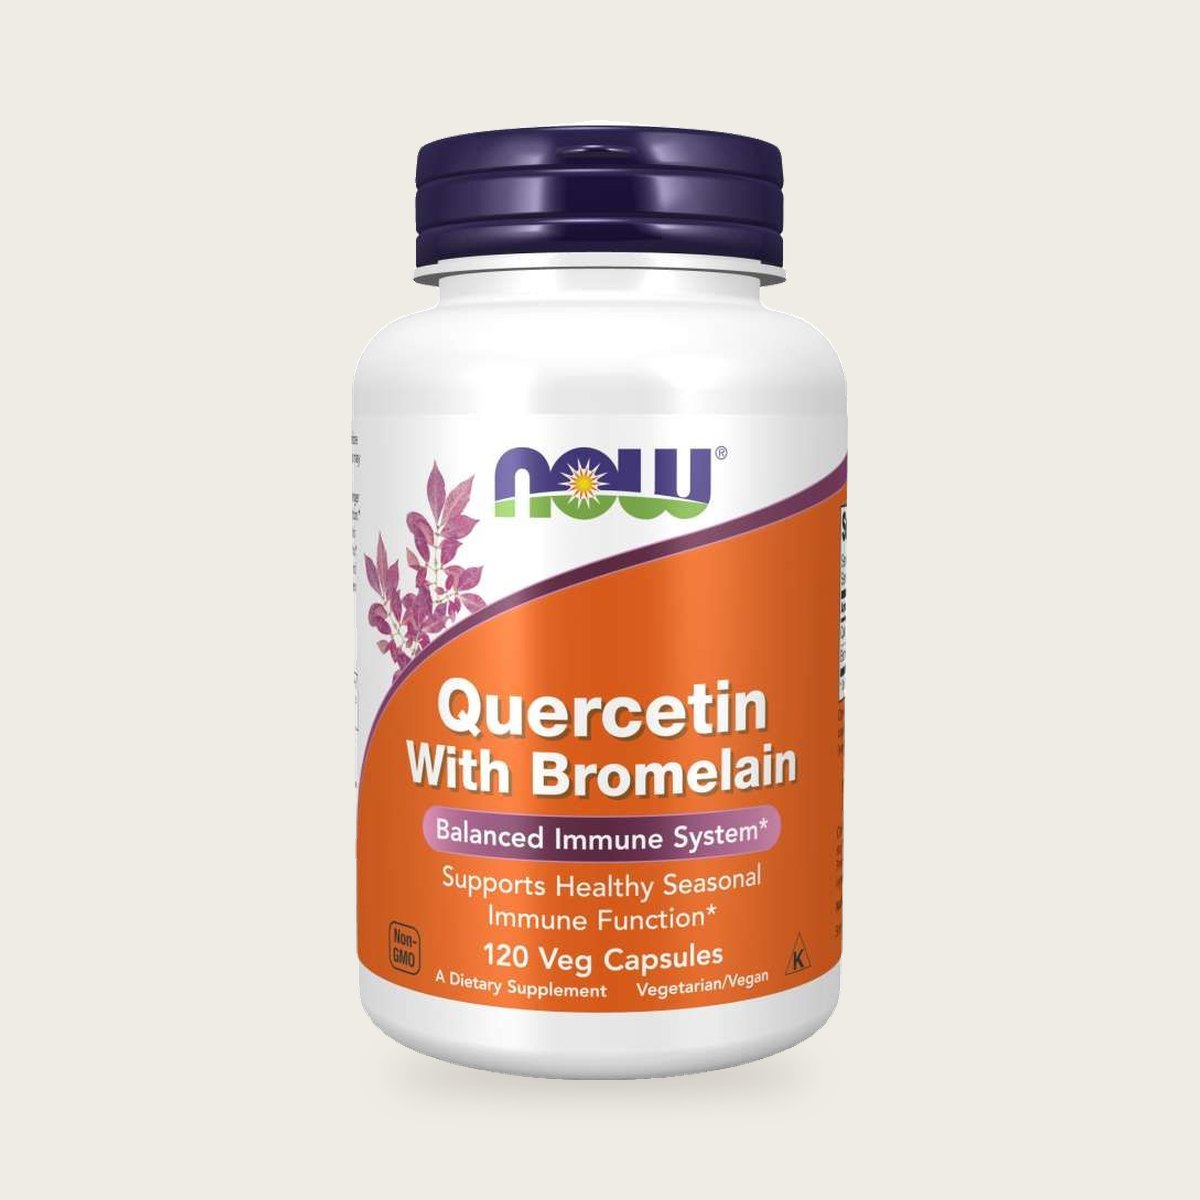 now®
Quercetin
With Bromelain
Balanced Immune System*
Supports Healthy Seasonal
Immune Function*
120 Veg Capsules
Non-
GMO
K
A Dietary Supplement Vegetarian/Vegan